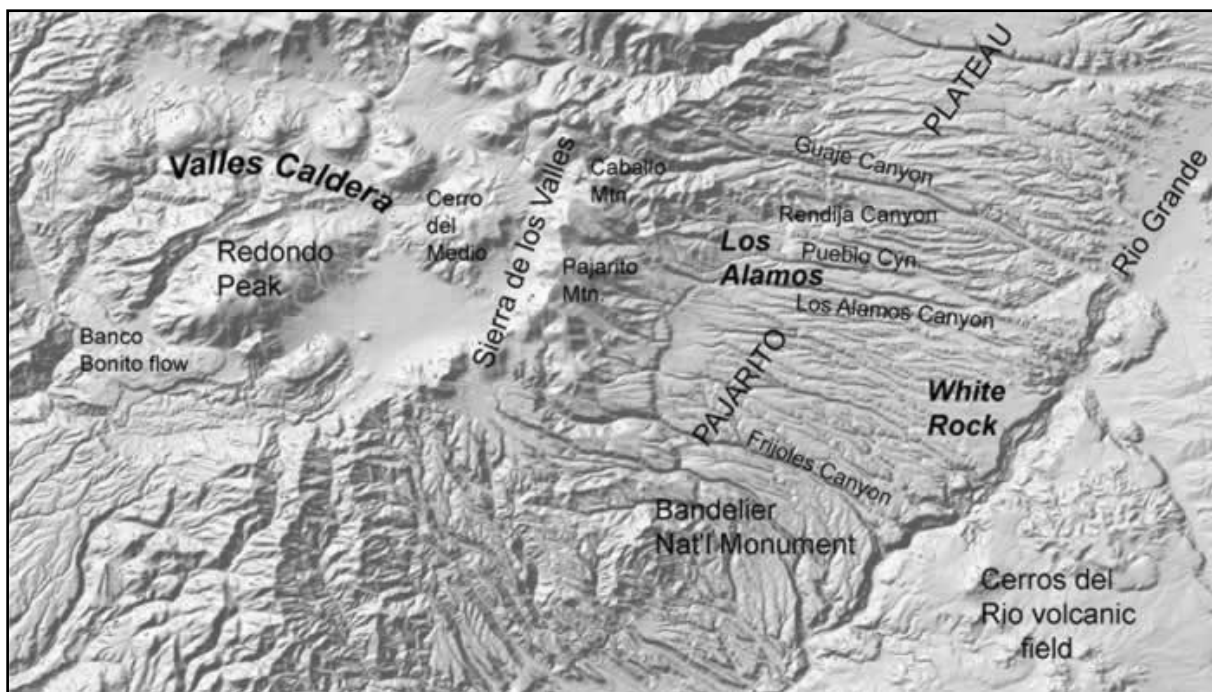 PLATEAU
Guaje Canyon
Valles Caldera
Caballo
Mtn.
Rio Grande
Sierra de los Valles
Cerro
del
Medio
Rendija Canyon
Redondo
Peak
Los
Alamos
Pueblo Cyn.
Pajarito
Mtn.
Los Alamos Canyon
Banco
Bonito flow
PAJARITO
White
Rock
Frijoles Canyon
Bandelier
Nat'l Monument
Cerros del
Rio volcanic
field